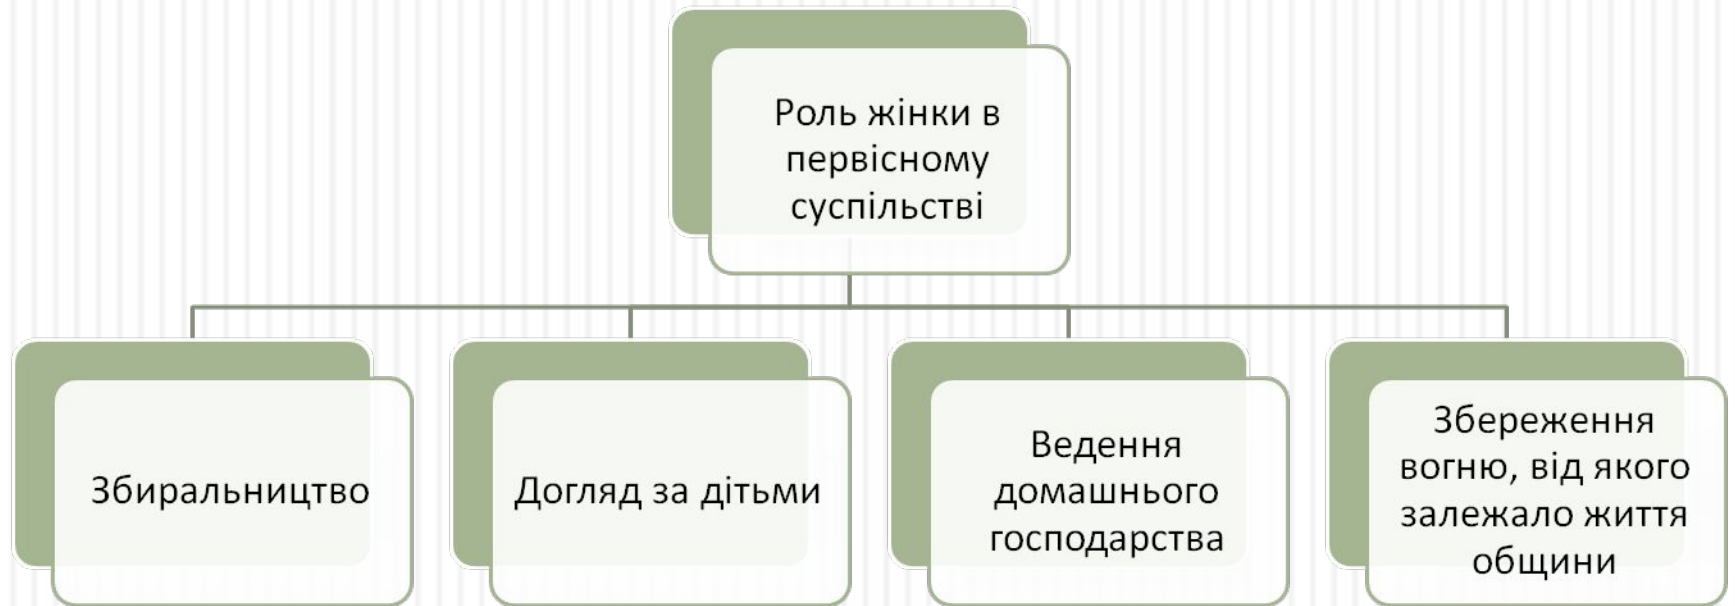 Роль жінки в
первісному
суспільстві
Збиральництво
Догляд за дітьми
Ведення
домашнього
господарства
Збереження
вогню, від якого
залежало життя
общини